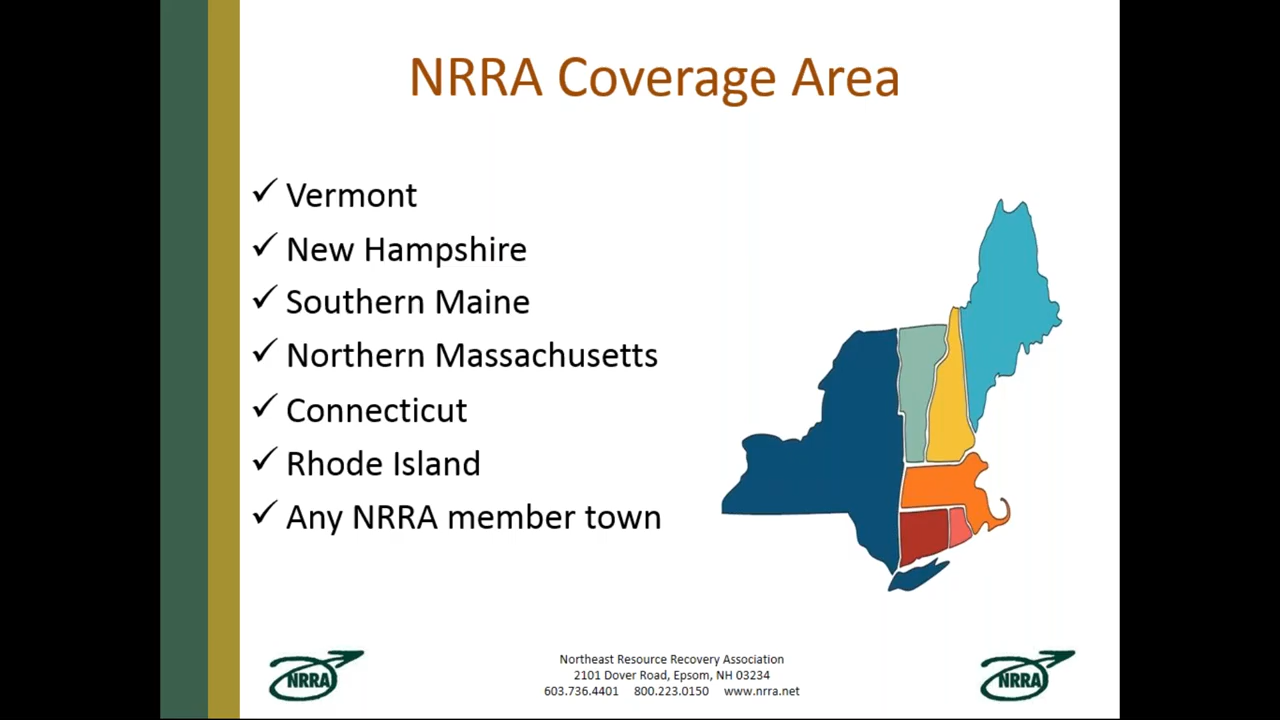 NRRA Coverage Area
✓ Vermont
✓ New Hampshire
✓ Southern Maine
✓ Northern Massachusetts
✓ Connecticut
✓ Rhode Island
✓ Any NRRA member town
NRRA
Northeast Resource Recovery Association
2101 Dover Road, Epsom, NH 03234
603.736.4401 800.223.0150 www.nrra.net
NRRA